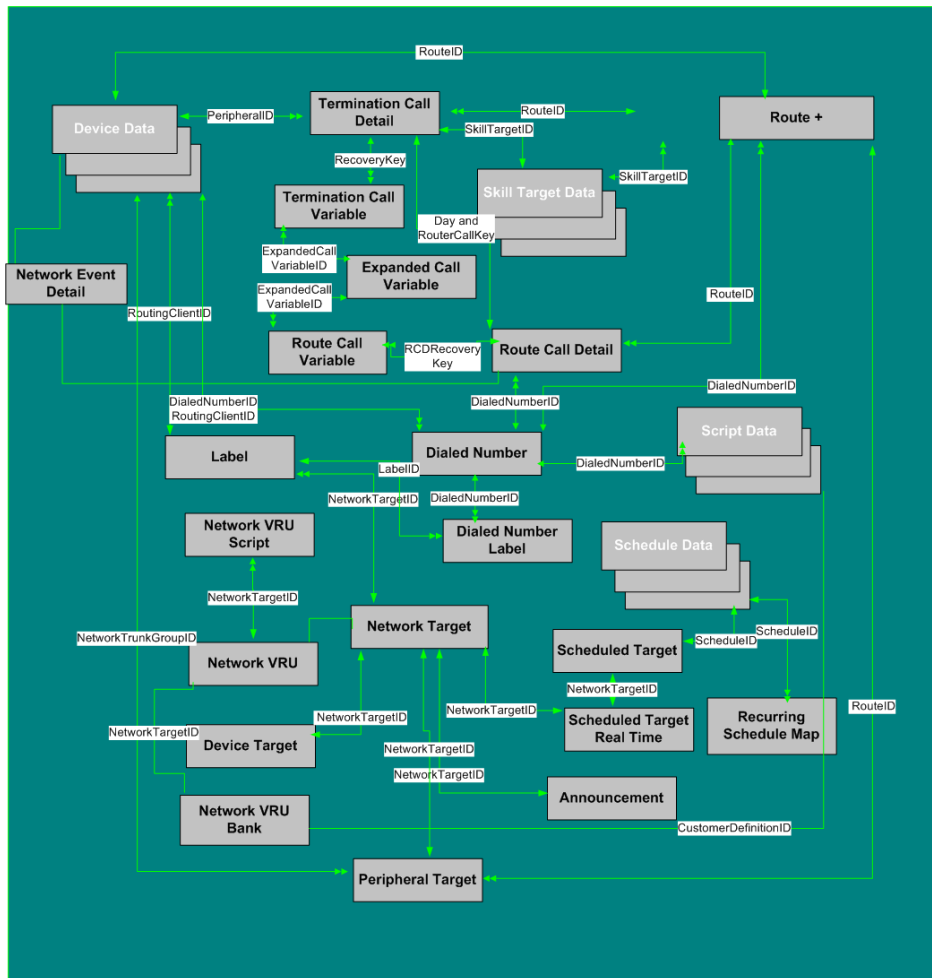 RouteID
Device Data
PeripheralID
Termination Call
Detail
RouteID
Route +
SkillTargetID
RecoveryKey
Skill Target Data
SkillTargetID
Termination Call
Variable
Day and
RouterCallKey
ExpandedCall
VariableID
Expanded Call
Variable
Network Event
Detail
ExpandedCall
VariableID
RouteID
RoutingClientID
Route Call
Variable
RCDRecovery
Key
Route Call Detail
DialedNumberID
RoutingClientID
DialedNumberID
DialedNumberID
Script Data
Label
Dialed Number
LabelID
DialedNumberID
NetworkTargetID
DialedNumberID
Network VRU
Script
Dialed Number
Label
Schedule Data
NetworkTargetID
Network Target
NetworkTrunkGroupID
ScheduleID
ScheduleID
Network VRU
Scheduled Target
NetworkTargetID
NetworkTargetID
NetworkTargetID
RouteID
NetworkTargetID
Device Target
Scheduled Target
Real Time
Recurring
Schedule Map
NetworkTargetID
NetworkTargetID
Network VRU
Bank
Announcement
CustomerDefinitionID
Peripheral Target